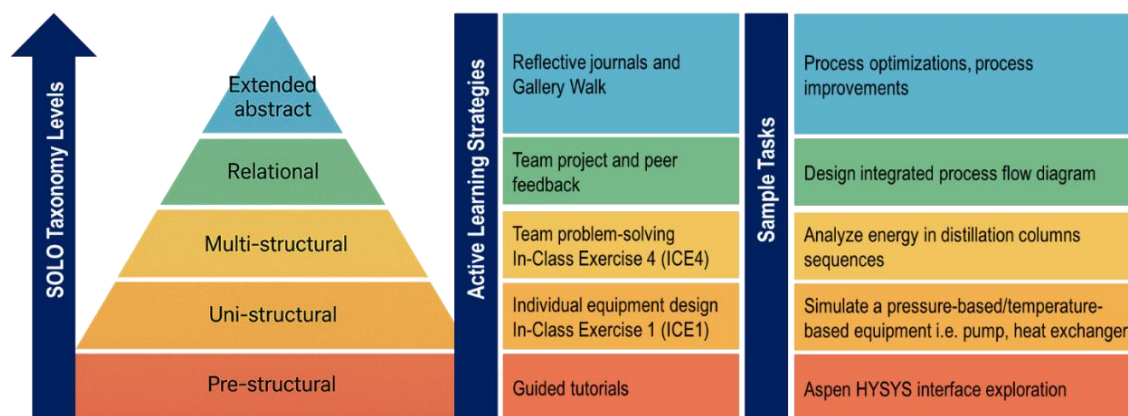 SOLO Taxonomy Levels
Extended
abstract
Relational
Multi-structural
Uni-structural
Pre-structural
Active Learning Strategies
Reflective journals and
Gallery Walk
Team project and peer
feedback
Team problem-solving
In-Class Exercise 4 (ICE4)
Individual equipment design
In-Class Exercise 1 (ICE1)
Guided tutorials
Sample Tasks
Process optimizations, process
improvements
Design integrated process flow diagram
Analyze energy in distillation columns
sequences
Simulate a pressure-based/temperature-
based equipment i.e. pump, heat exchanger
Aspen HYSYS interface exploration